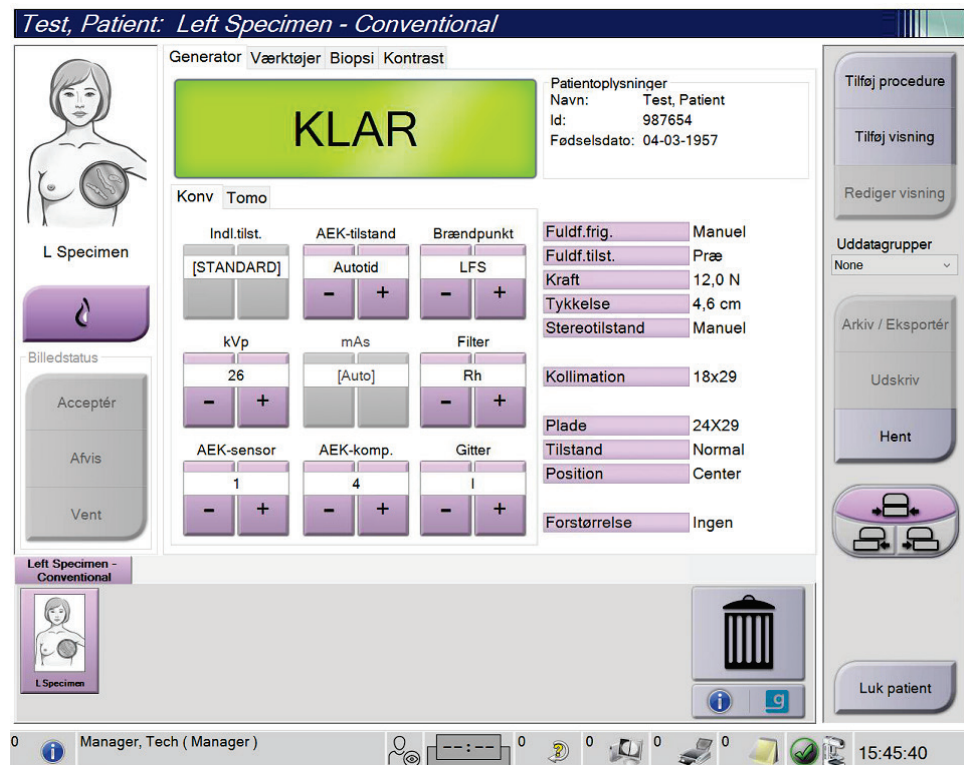 Test, Patient: Left Specimen - Conventional
Generator Værktøjer Biopsi Kontrast
KLAR
Patientoplysninger
Navn: Test, Patient
Id: 987654
Fødselsdato: 04-03-1957
L Specimen
Billedstatus
Acceptér
Afvis
Vent
Konv Tomo
Indl.tilst. AEK-tilstand Brændpunkt
[STANDARD] Autotid LFS
- + - +
kVp mAs Filter
26 [Auto] Rh
- + - +
AEK-sensor AEK-komp. Gitter
1 4 I
- + - + - +
Fuldf.frig. Manuel
Fuldf.tilst. Præ
Kraft 12,0 N
Tykkelse 4,6 cm
Stereotilstand Manuel
Kollimation 18x29
Plade 24X29
Tilstand Normal
Position Center
Forstørrelse Ingen
Tilføj procedure
Tilføj visning
Rediger visning
Uddatagrupper
None
Arkiv / Eksportér
Udskriv
Hent
Left Specimen -
Conventional
L Specimen
Luk patient
0 Manager, Tech ( Manager ) --:-- 0 0 0 0 15:45:40